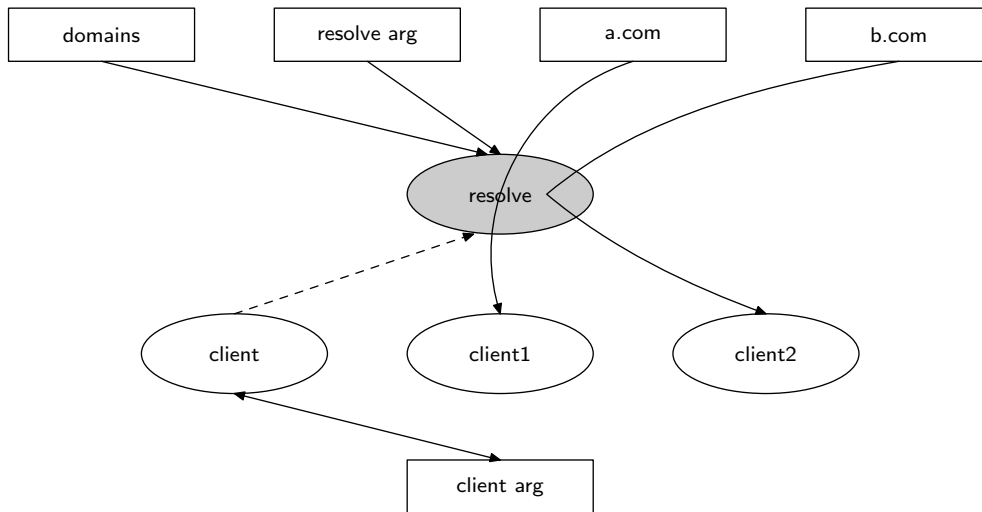 domains
resolve arg
a.com
b.com
resolve
client
client1
client2
client arg